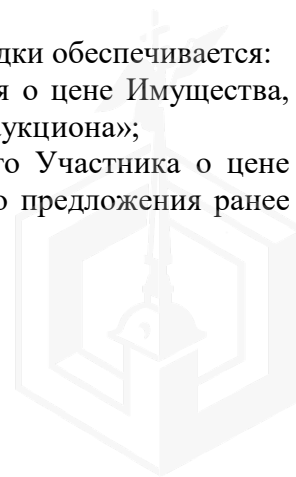 дки обеспечивается:
я о цене Имущества,
укциона»;
го Участника о цене
о предложения ранее